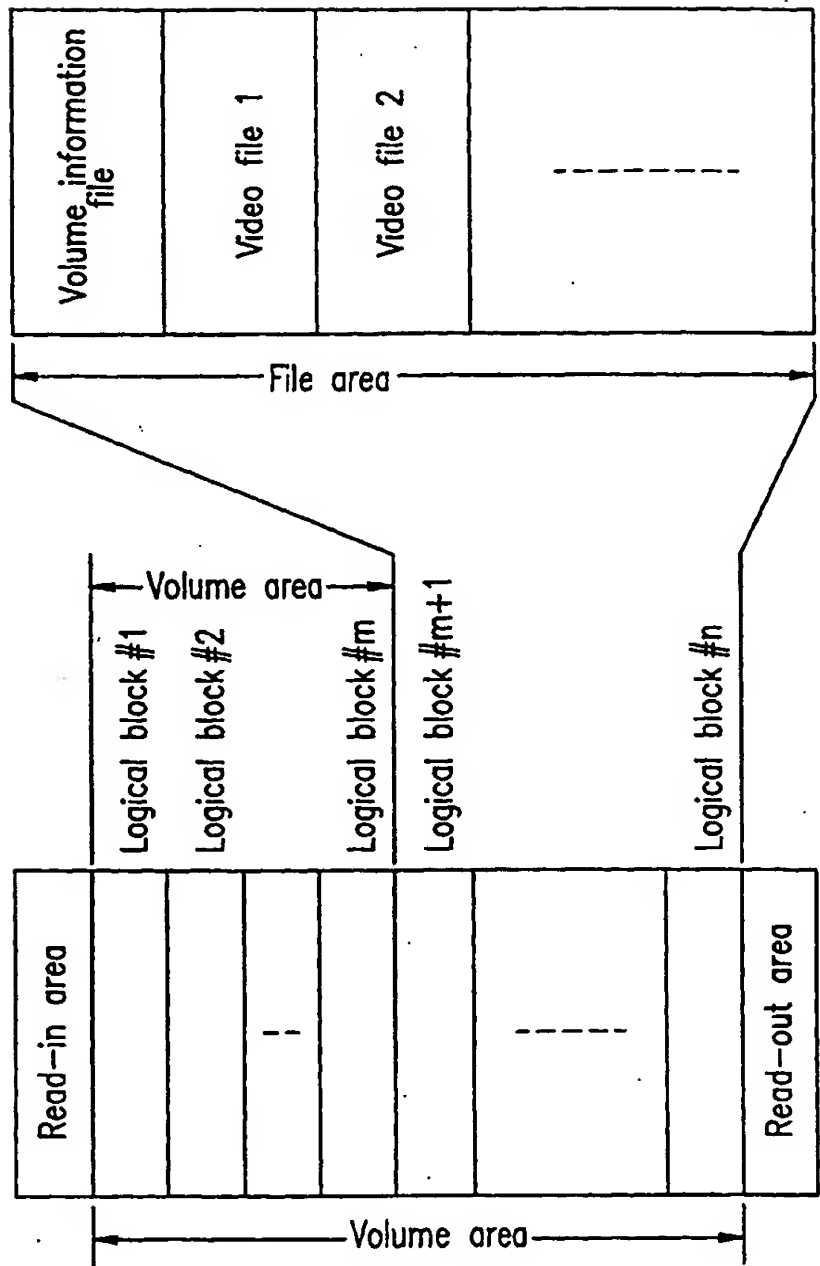 Read-in area
Logical block #1
Logical block #2
Logical block #m
Logical block #m+1
Logical block #n
Read-out area
Volume area
Volume area
File area
Volume information
file
Video file 1
Video file 2